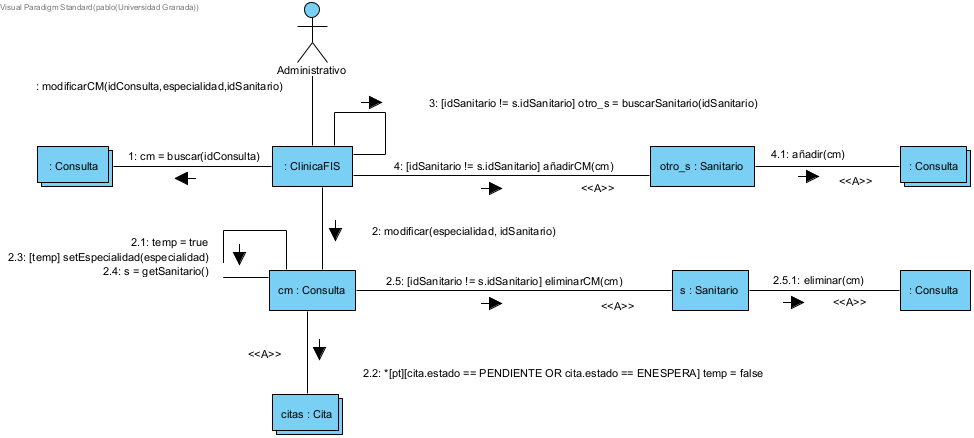 Visual Paradigm Standard(pablo(Universidad Granada))
Administrativo
: modificarCM(idConsulta,especialidad,idSanitario)
3: [idSanitario != s.idSanitario] otro_s = buscarSanitario(idSanitario)
: Consulta
1: cm = buscar(idConsulta)
: ClinicaFIS
4: [idSanitario != s.idSanitario] añadirCM(cm)
<<A>>
otro_s : Sanitario
4.1: añadir(cm)
<<A>>
: Consulta
2: modificar(especialidad, idSanitario)
2.1: temp = true
2.3: [temp] setEspecialidad(especialidad)
2.4: s = getSanitario()
cm : Consulta
2.5: [idSanitario != s.idSanitario] eliminarCM(cm)
<<A>>
s : Sanitario
2.5.1: eliminar(cm)
<<A>>
: Consulta
<<A>>
2.2: *[pt][cita.estado == PENDIENTE OR cita.estado == ENESPERA] temp = false
citas : Cita